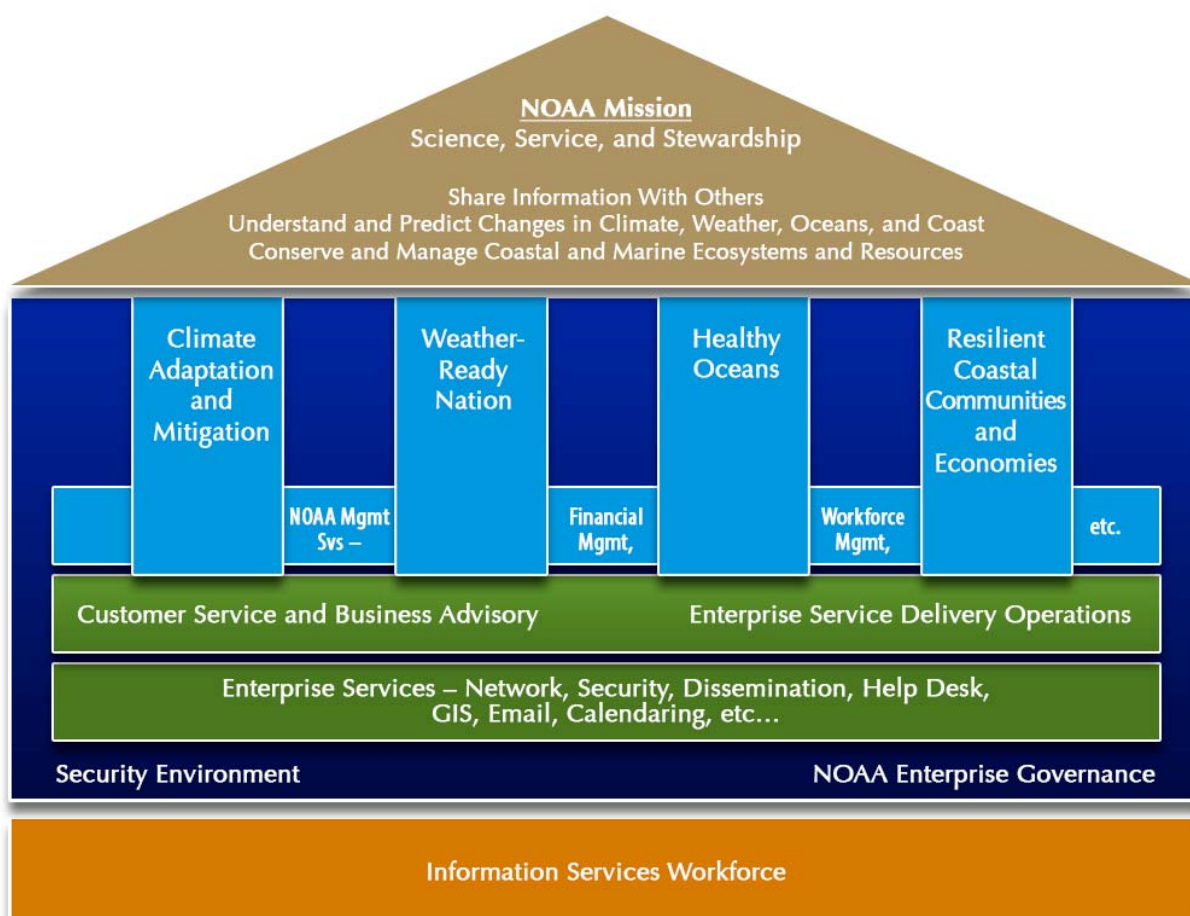 NOAA Mission
Science, Service, and Stewardship
Share Information With Others
Understand and Predict Changes in Climate, Weather, Oceans, and Coast
Conserve and Manage Coastal and Marine Ecosystems and Resources
Climate
Adaptation
and
Mitigation
Weather-
Ready
Nation
Healthy
Oceans
Resilient
Coastal
Communities
and
Economies
NOAA Mgmt
Svs –
Financial
Mgmt,
Workforce
Mgmt,
etc.
Customer Service and Business Advisory
Enterprise Service Delivery Operations
Enterprise Services – Network, Security, Dissemination, Help Desk,
GIS, Email, Calendaring, etc...
Security Environment
NOAA Enterprise Governance
Information Services Workforce